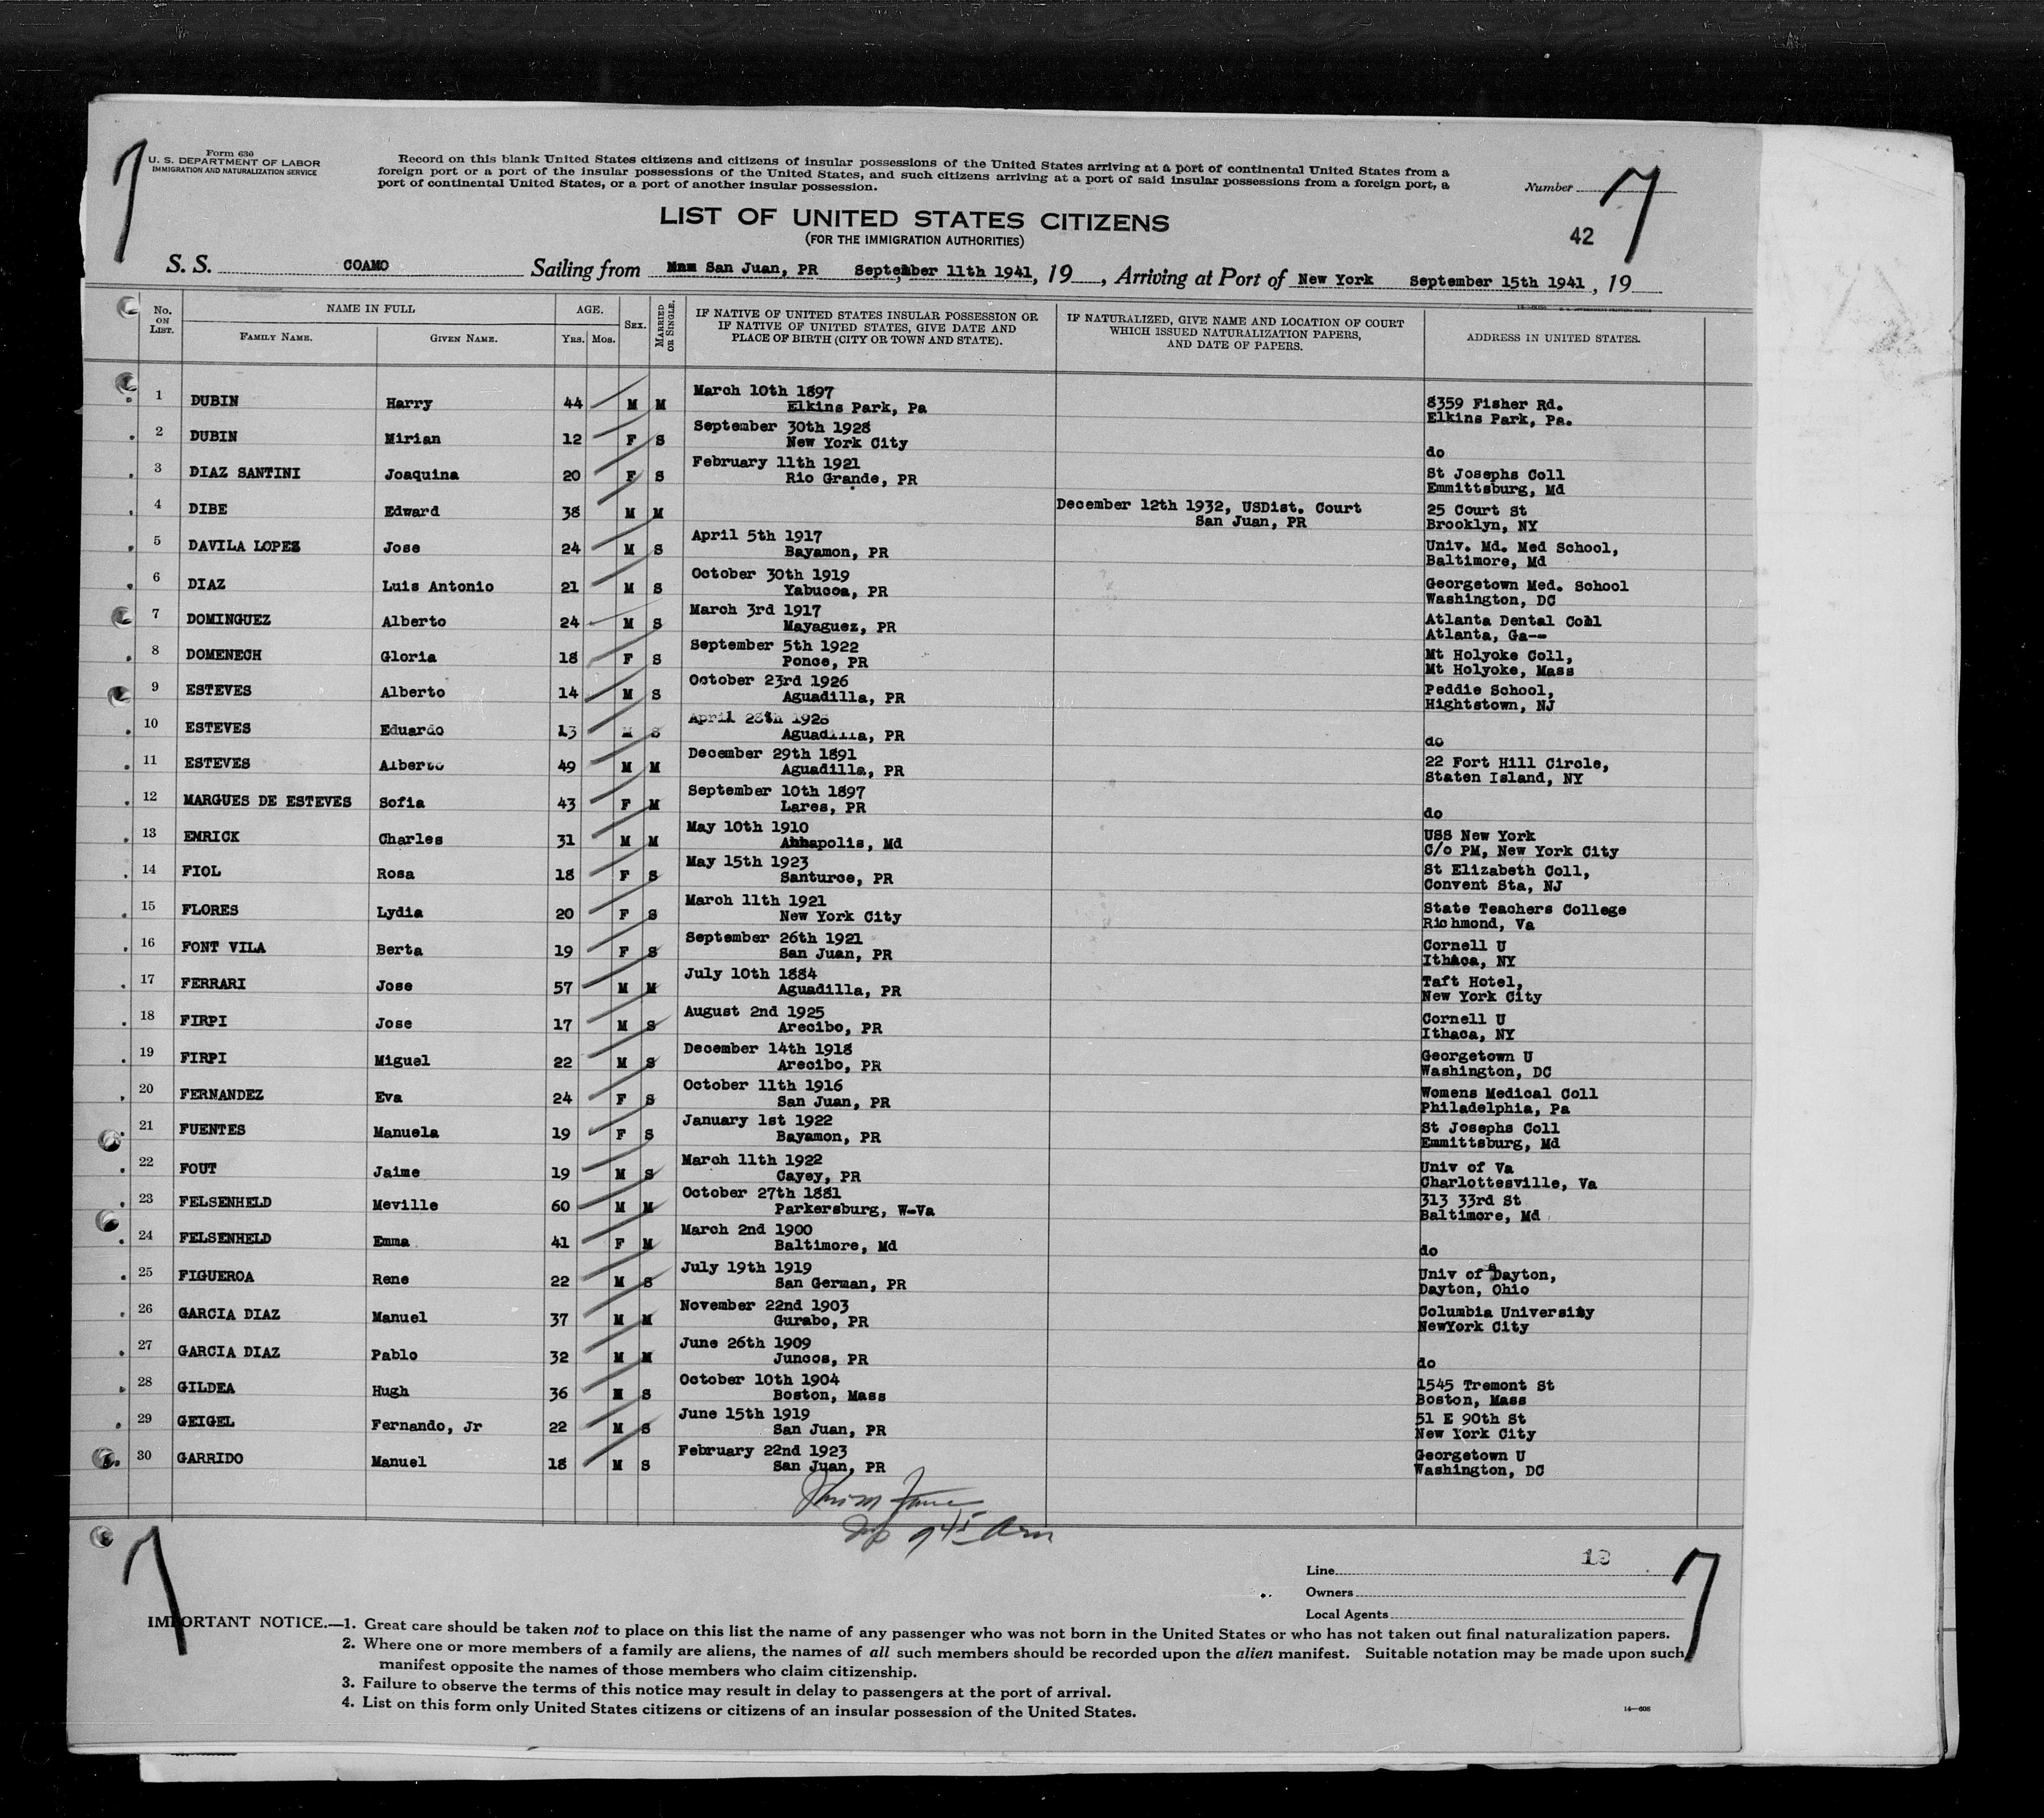 7
Form 630
U. S. DEPARTMENT OF LABOR
IMMIGRATION AND NATURALIZATION SERVICE
Record on this blank United States citizens and citizens of insular possessions of the United States arriving at a port of continental United States from a
foreign port or a port of the insular possessions of the United States, and such citizens arriving at a port of said insular possessions from a foreign port, a
port of continental United States, or a port of another insular possession.
Number 7
LIST OF UNITED STATES CITIZENS
(FOR THE IMMIGRATION AUTHORITIES)
42
S. S. COAMO Sailing from San Juan, PR September 11th 1941, 19 , Arriving at Port of New York September 15th 1941, 19
No. ON LIST. NAME IN FULL AGE. SEX. MARRIED OR SINGLE. IF NATIVE OF UNITED STATES INSULAR POSSESSION OR IF NATIVE OF UNITED STATES, GIVE DATE AND PLACE OF BIRTH (CITY OR TOWN AND STATE). IF NATURALIZED, GIVE NAME AND LOCATION OF COURT WHICH ISSUED NATURALIZATION PAPERS, AND DATE OF PAPERS. ADDRESS IN UNITED STATES.
FAMILY NAME. GIVEN NAME. YRS. MOS.
1 DUBIN Harry 44 M M March 10th 1897 Elkins Park, Pa 8359 Fisher Rd. Elkins Park, Pa.
2 DUBIN Mirian 12 F S September 30th 1928 New York City do
3 DIAZ SANTINI Joaquina 20 F S February 11th 1921 Rio Grande, PR St Josephs Coll Emmittsburg, Md
4 DIBE Edward 38 M M December 12th 1932, USDist. Court San Juan, PR 25 Court St Brooklyn, NY
5 DAVILA LOPEZ Jose 24 M S April 5th 1917 Bayamon, PR Univ. Md. Med School, Baltimore, Md
6 DIAZ Luis Antonio 21 M S October 30th 1919 Yabucoa, PR Georgetown Med. School Washington, DC
7 DOMINGUEZ Alberto 24 M S March 3rd 1917 Mayaguez, PR Atlanta Dental Coll Atlanta, Ga--
8 DOMENECH Gloria 18 F S September 5th 1922 Ponce, PR Mt Holyoke Coll, Mt Holyoke, Mass
9 ESTEVES Alberto 14 M S October 23rd 1926 Aguadilla, PR Peddie School, Hightstown, NJ
10 ESTEVES Eduardo 13 M S April 28th 1928 Aguadilla, PR do
11 ESTEVES Alberto 49 M M December 29th 1891 Aguadilla, PR 22 Fort Hill Circle, Staten Island, NY
12 MARGUES DE ESTEVES Sofia 43 F M September 10th 1897 Lares, PR do
13 EMRICK Charles 31 M M May 10th 1910 Annapolis, Md USS New York C/o PM, New York City
14 FIOL Rosa 18 F S May 15th 1923 Santurce, PR St Elizabeth Coll, Convent Sta, NJ
15 FLORES Lydia 20 F S March 11th 1921 New York City State Teachers College Richmond, Va
16 FONT VILA Berta 19 F S September 26th 1921 San Juan, PR Cornell U Ithaca, NY
17 FERRARI Jose 57 M M July 10th 1884 Aguadilla, PR Taft Hotel, New York City
18 FIRPI Jose 17 M S August 2nd 1925 Arecibo, PR Cornell U Ithaca, NY
19 FIRPI Miguel 22 M S December 14th 1918 Arecibo, PR Georgetown U Washington, DC
20 FERNANDEZ Eva 24 F S October 11th 1916 San Juan, PR Womens Medical Coll Philadelphia, Pa
21 FUENTES Manuela 19 F S January 1st 1922 Bayamon, PR St Josephs Coll Emmittsburg, Md
22 FOUT Jaime 19 M S March 11th 1922 Cayey, PR Univ of Va Charlottesville, Va
23 FELSENHELD Meville 60 M M October 27th 1881 Parkersburg, W-Va 313 33rd St Baltimore, Md
24 FELSENHELD Emma 41 F M March 2nd 1900 Baltimore, Md do
25 FIGUEROA Rene 22 M S July 19th 1919 San German, PR Univ of Dayton, Dayton, Ohio
26 GARCIA DIAZ Manuel 37 M M November 22nd 1903 Gurabo, PR Columbia University NewYork City
27 GARCIA DIAZ Pablo 32 M M June 26th 1909 Juncos, PR do
28 GILDEA Hugh 36 M S October 10th 1904 Boston, Mass 1545 Tremont St Boston, Mass
29 GEIGEL Fernando, Jr 22 M S June 15th 1919 San Juan, PR 51 E 90th St New York City
30 GARRIDO Manuel 18 M S February 22nd 1923 San Juan, PR Georgetown U Washington, DC
7
7
Line
Owners
Local Agents
IMPORTANT NOTICE.—1. Great care should be taken not to place on this list the name of any passenger who was not born in the United States or who has not taken out final naturalization papers.
2. Where one or more members of a family are aliens, the names of all such members should be recorded upon the alien manifest. Suitable notation may be made upon such
manifest opposite the names of those members who claim citizenship.
3. Failure to observe the terms of this notice may result in delay to passengers at the port of arrival.
4. List on this form only United States citizens or citizens of an insular possession of the United States.
14—608